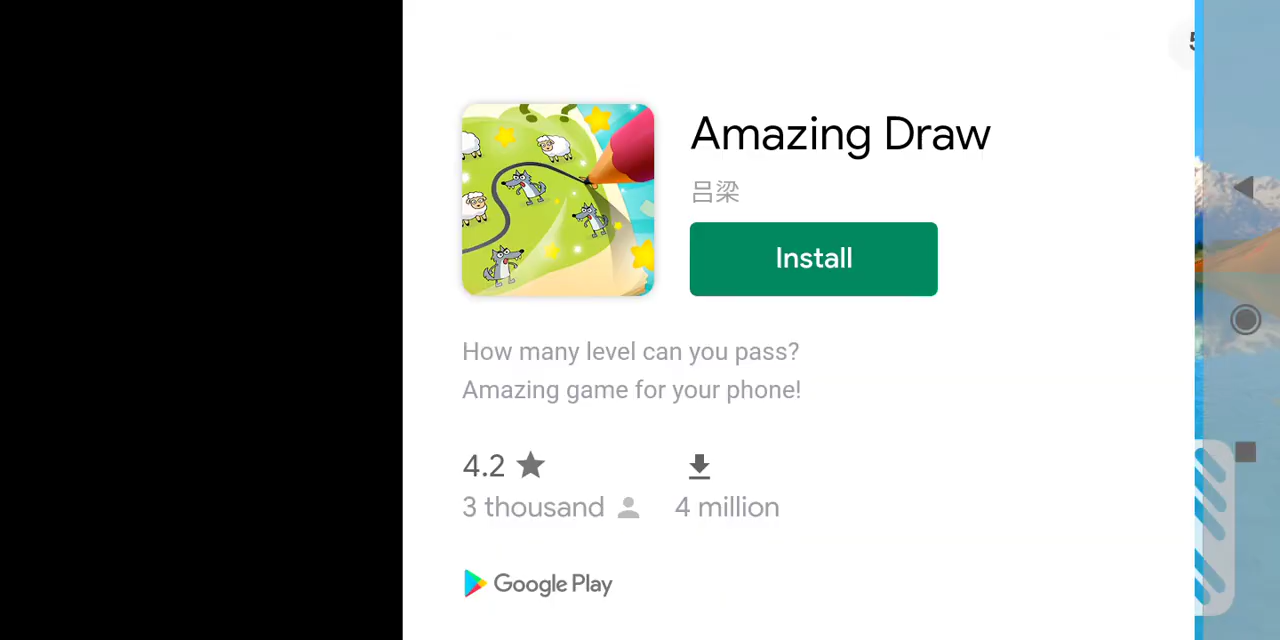 5
Amazing Draw
吕梁
Install
How many level can you pass?
Amazing game for your phone!
4.2
3 thousand
4 million
Google Play